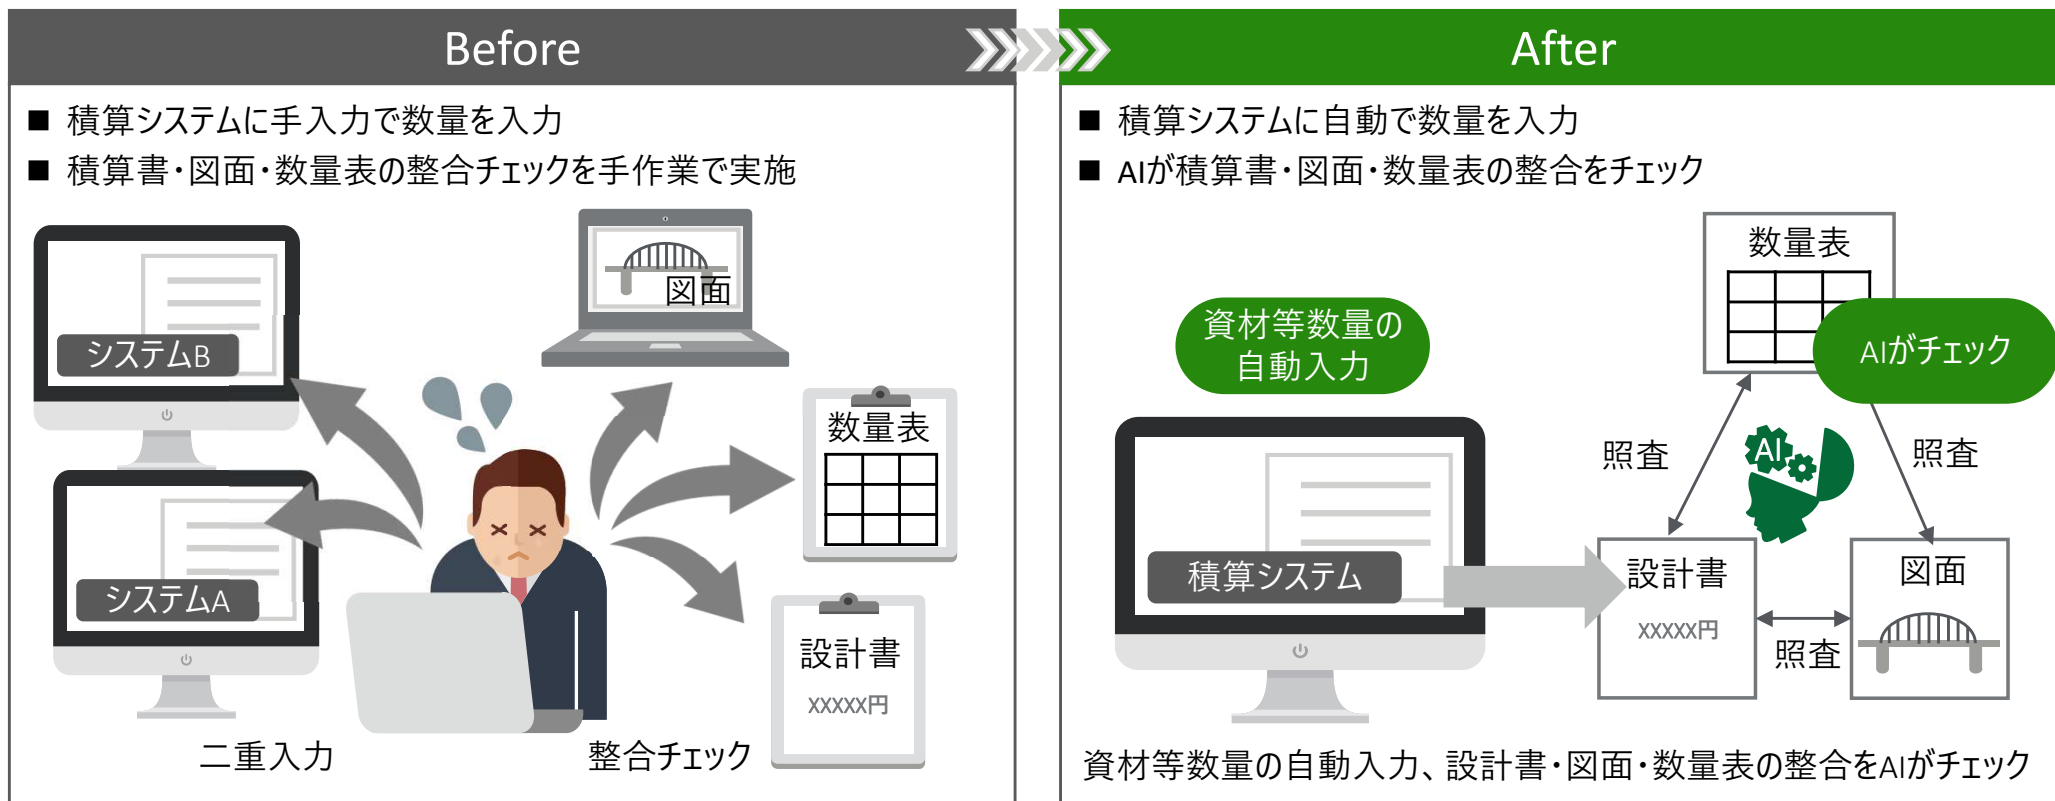 Before
■ 積算システムに手入力で数量を入力
■ 積算書・図面・数量表の整合チェックを手作業で実施
システムB
システムA
図面
数量表
設計書
XXXXX円
二重入力
整合チェック
After
■ 積算システムに自動で数量を入力
■ AIが積算書・図面・数量表の整合をチェック
資材等数量の
自動入力
数量表
AIがチェック
照査
AI
照査
積算システム
設計書
XXXXX円
図面
照査
資材等数量の自動入力、設計書・図面・数量表の整合をAIがチェック